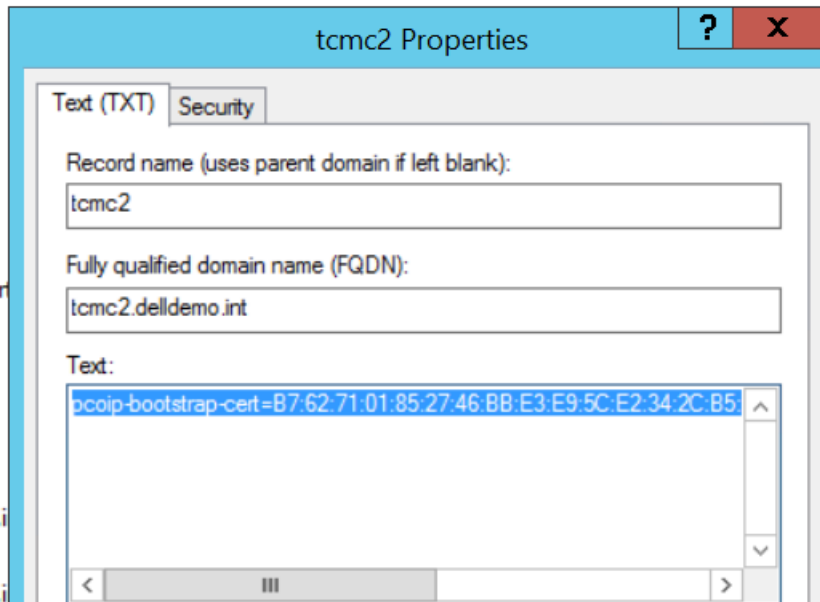 tcmc2 Properties
?
X
Text (TXT)
Security
Record name (uses parent domain if left blank):
tcmc2
Fully qualified domain name (FQDN):
tcmc2.delldemo.int
Text:
pcoip-bootstrap-cert=B7:62:71:01:85:27:46:BB:E3:E9:5C:E2:34:2C:B5: